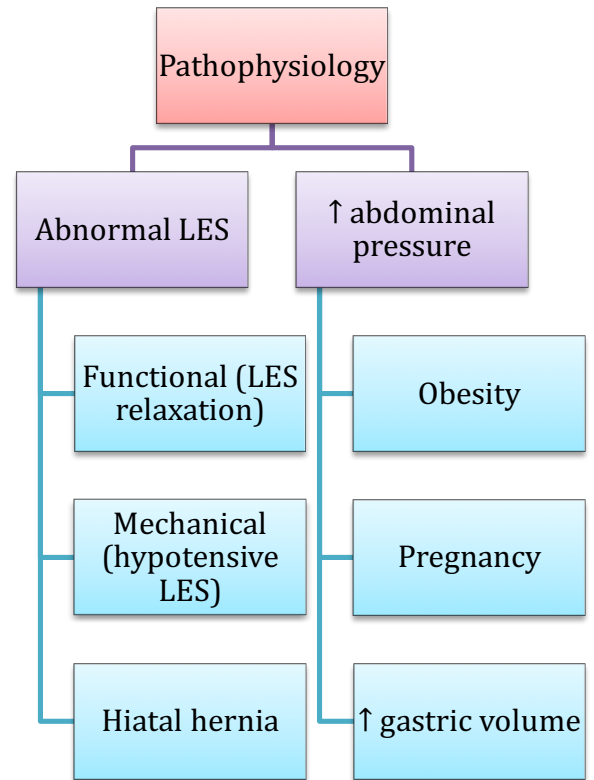 Pathophysiology
Abnormal LES
↑ abdominal
pressure
Functional (LES
relaxation)
Mechanical
(hypotensive
LES)
Hiatal hernia
Obesity
Pregnancy
↑ gastric volume